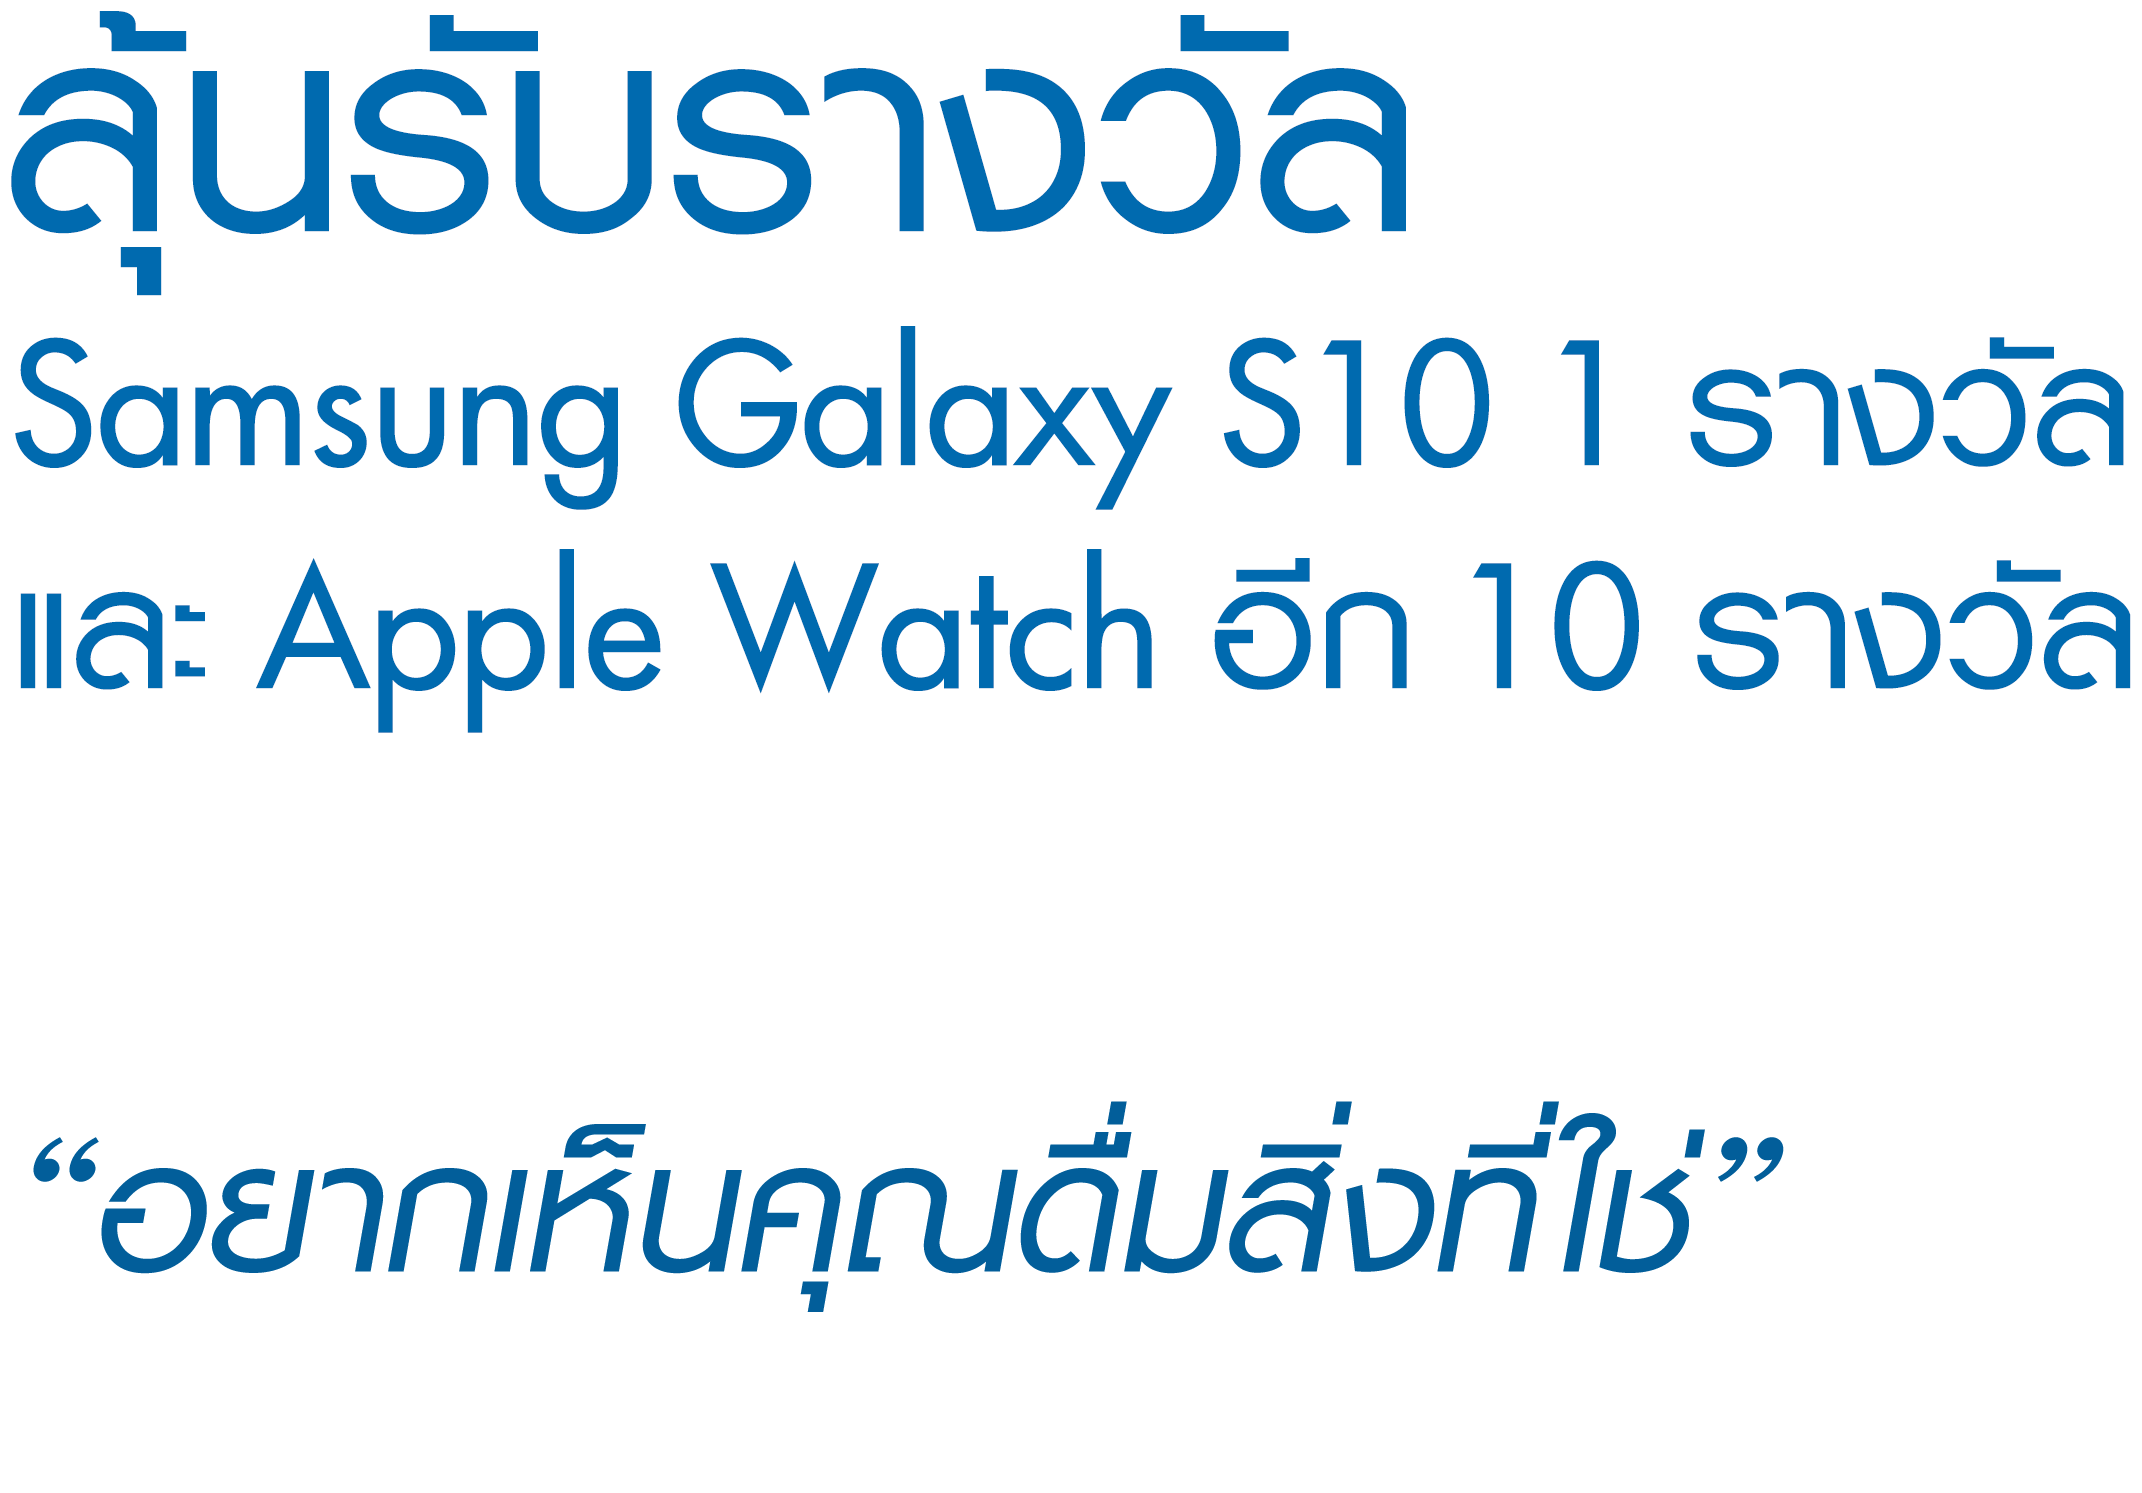 ลุ้นรับรางวัล
Samsung Galaxy S10 1 รางวัล
และ Apple Watch อีก 10 รางวัล
“อยากเห็นคุณดื่มสิ่งที่ใช่”